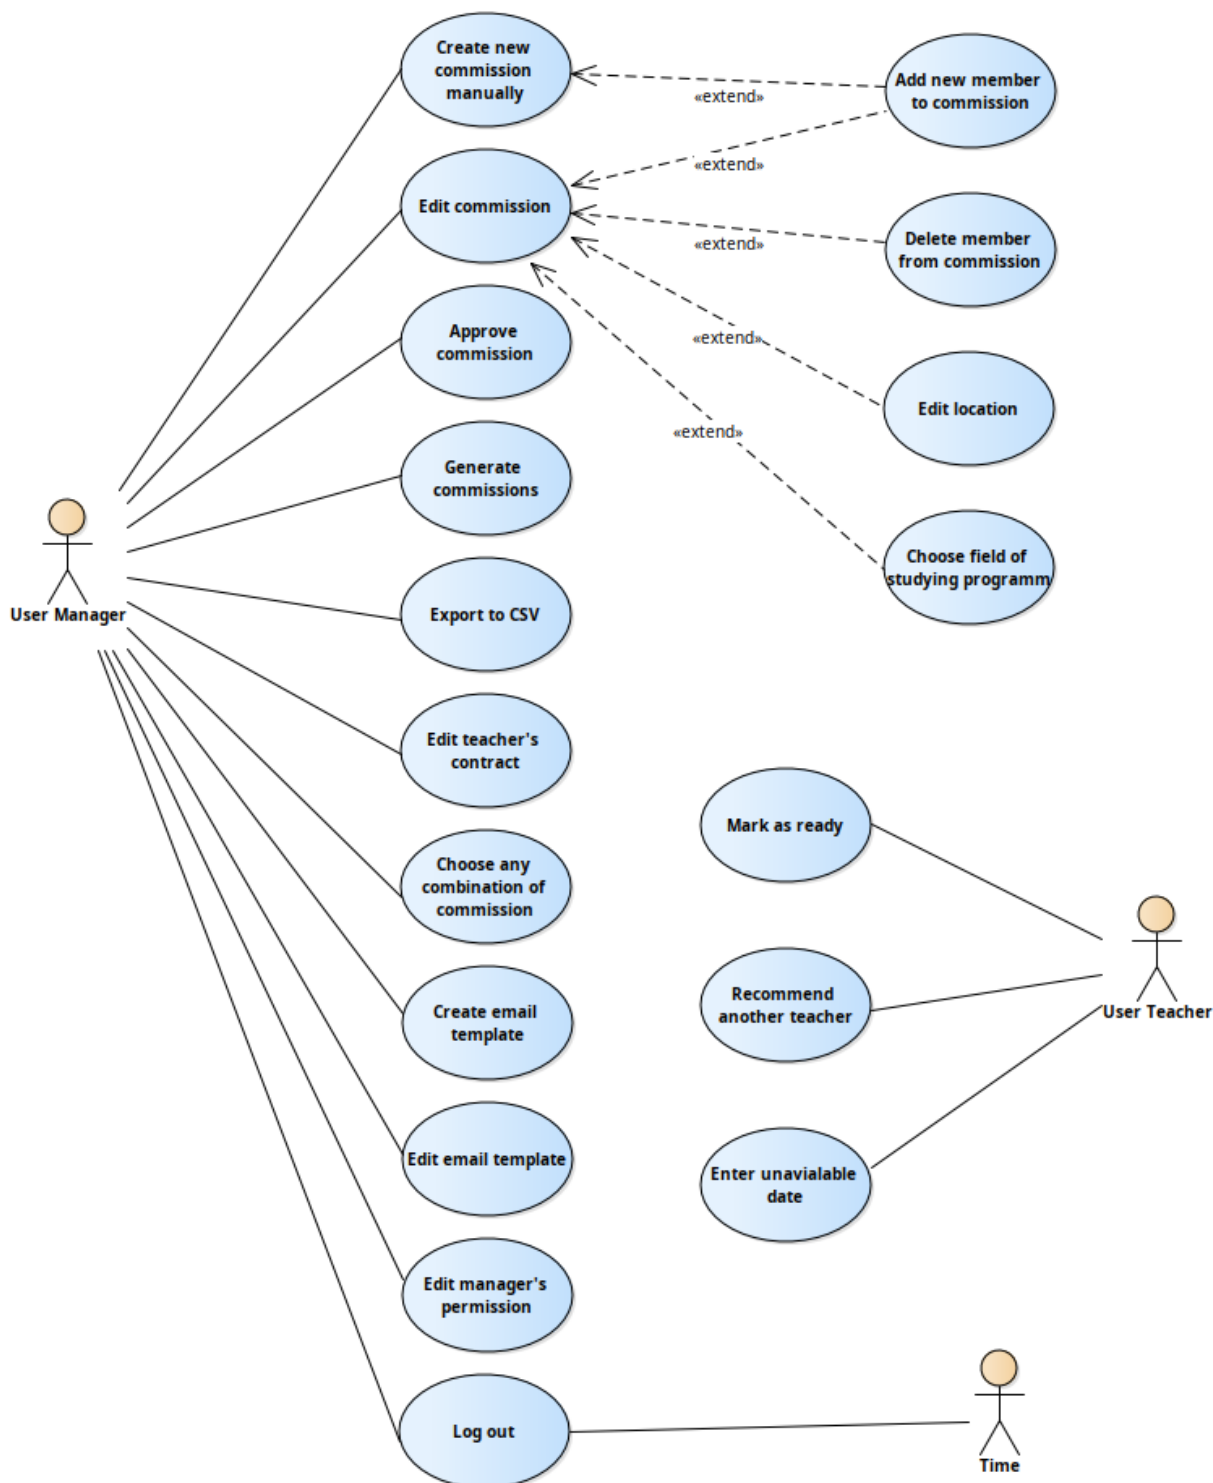 Create new
commission
manually
Add new member
to commission
«extend»
«extend»
Edit commission
Delete member
from commission
«extend»
Approve
commission
«extend»
Edit location
«extend»
Generate
commissions
Choose field of
studying programm
User Manager
Export to CSV
Edit teacher's
contract
Mark as ready
Choose any
combination of
commission
Recommend
another teacher
User Teacher
Create email
template
Edit email template
Enter unavialable
date
Edit manager's
permission
Log out
Time